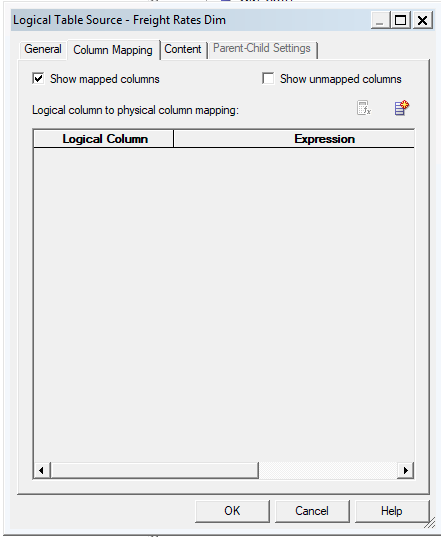 Logical Table Source - Freight Rates Dim
General Column Mapping Content Parent-Child Settings
Show mapped columns Show unmapped columns
Logical column to physical column mapping:
Logical Column Expression
OK Cancel Help